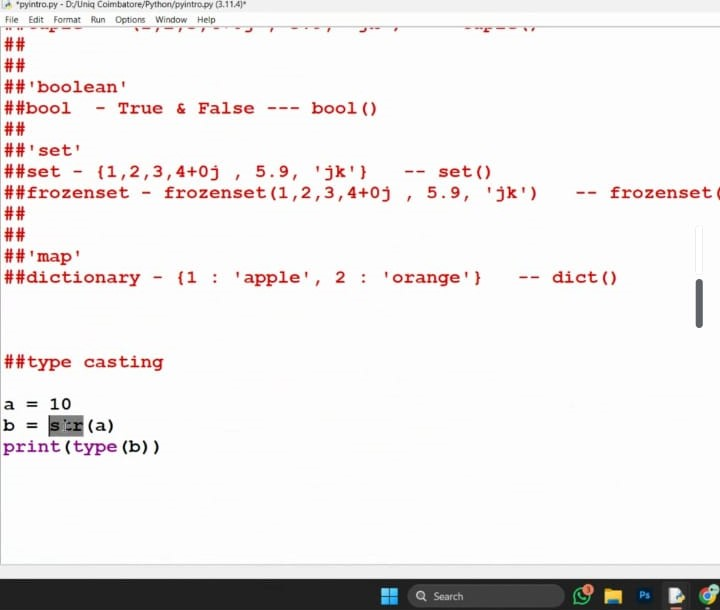 *pyintro.py - D:/Uniq Coimbatore/Python/pyintro.py (3.11.4)*
File Edit Format Run Options Window Help
##
##
##'boolean'
##bool - True & False --- bool()
##
##'set'
##set - {1,2,3,4+0j , 5.9, 'jk'} -- set()
##frozenset - frozenset(1,2,3,4+0j , 5.9, 'jk') -- frozenset(
##
##
##'map'
##dictionary - {1 : 'apple', 2 : 'orange'} -- dict()
##type casting
a = 10
b = str(a)
print(type(b))
Search
1
Ps